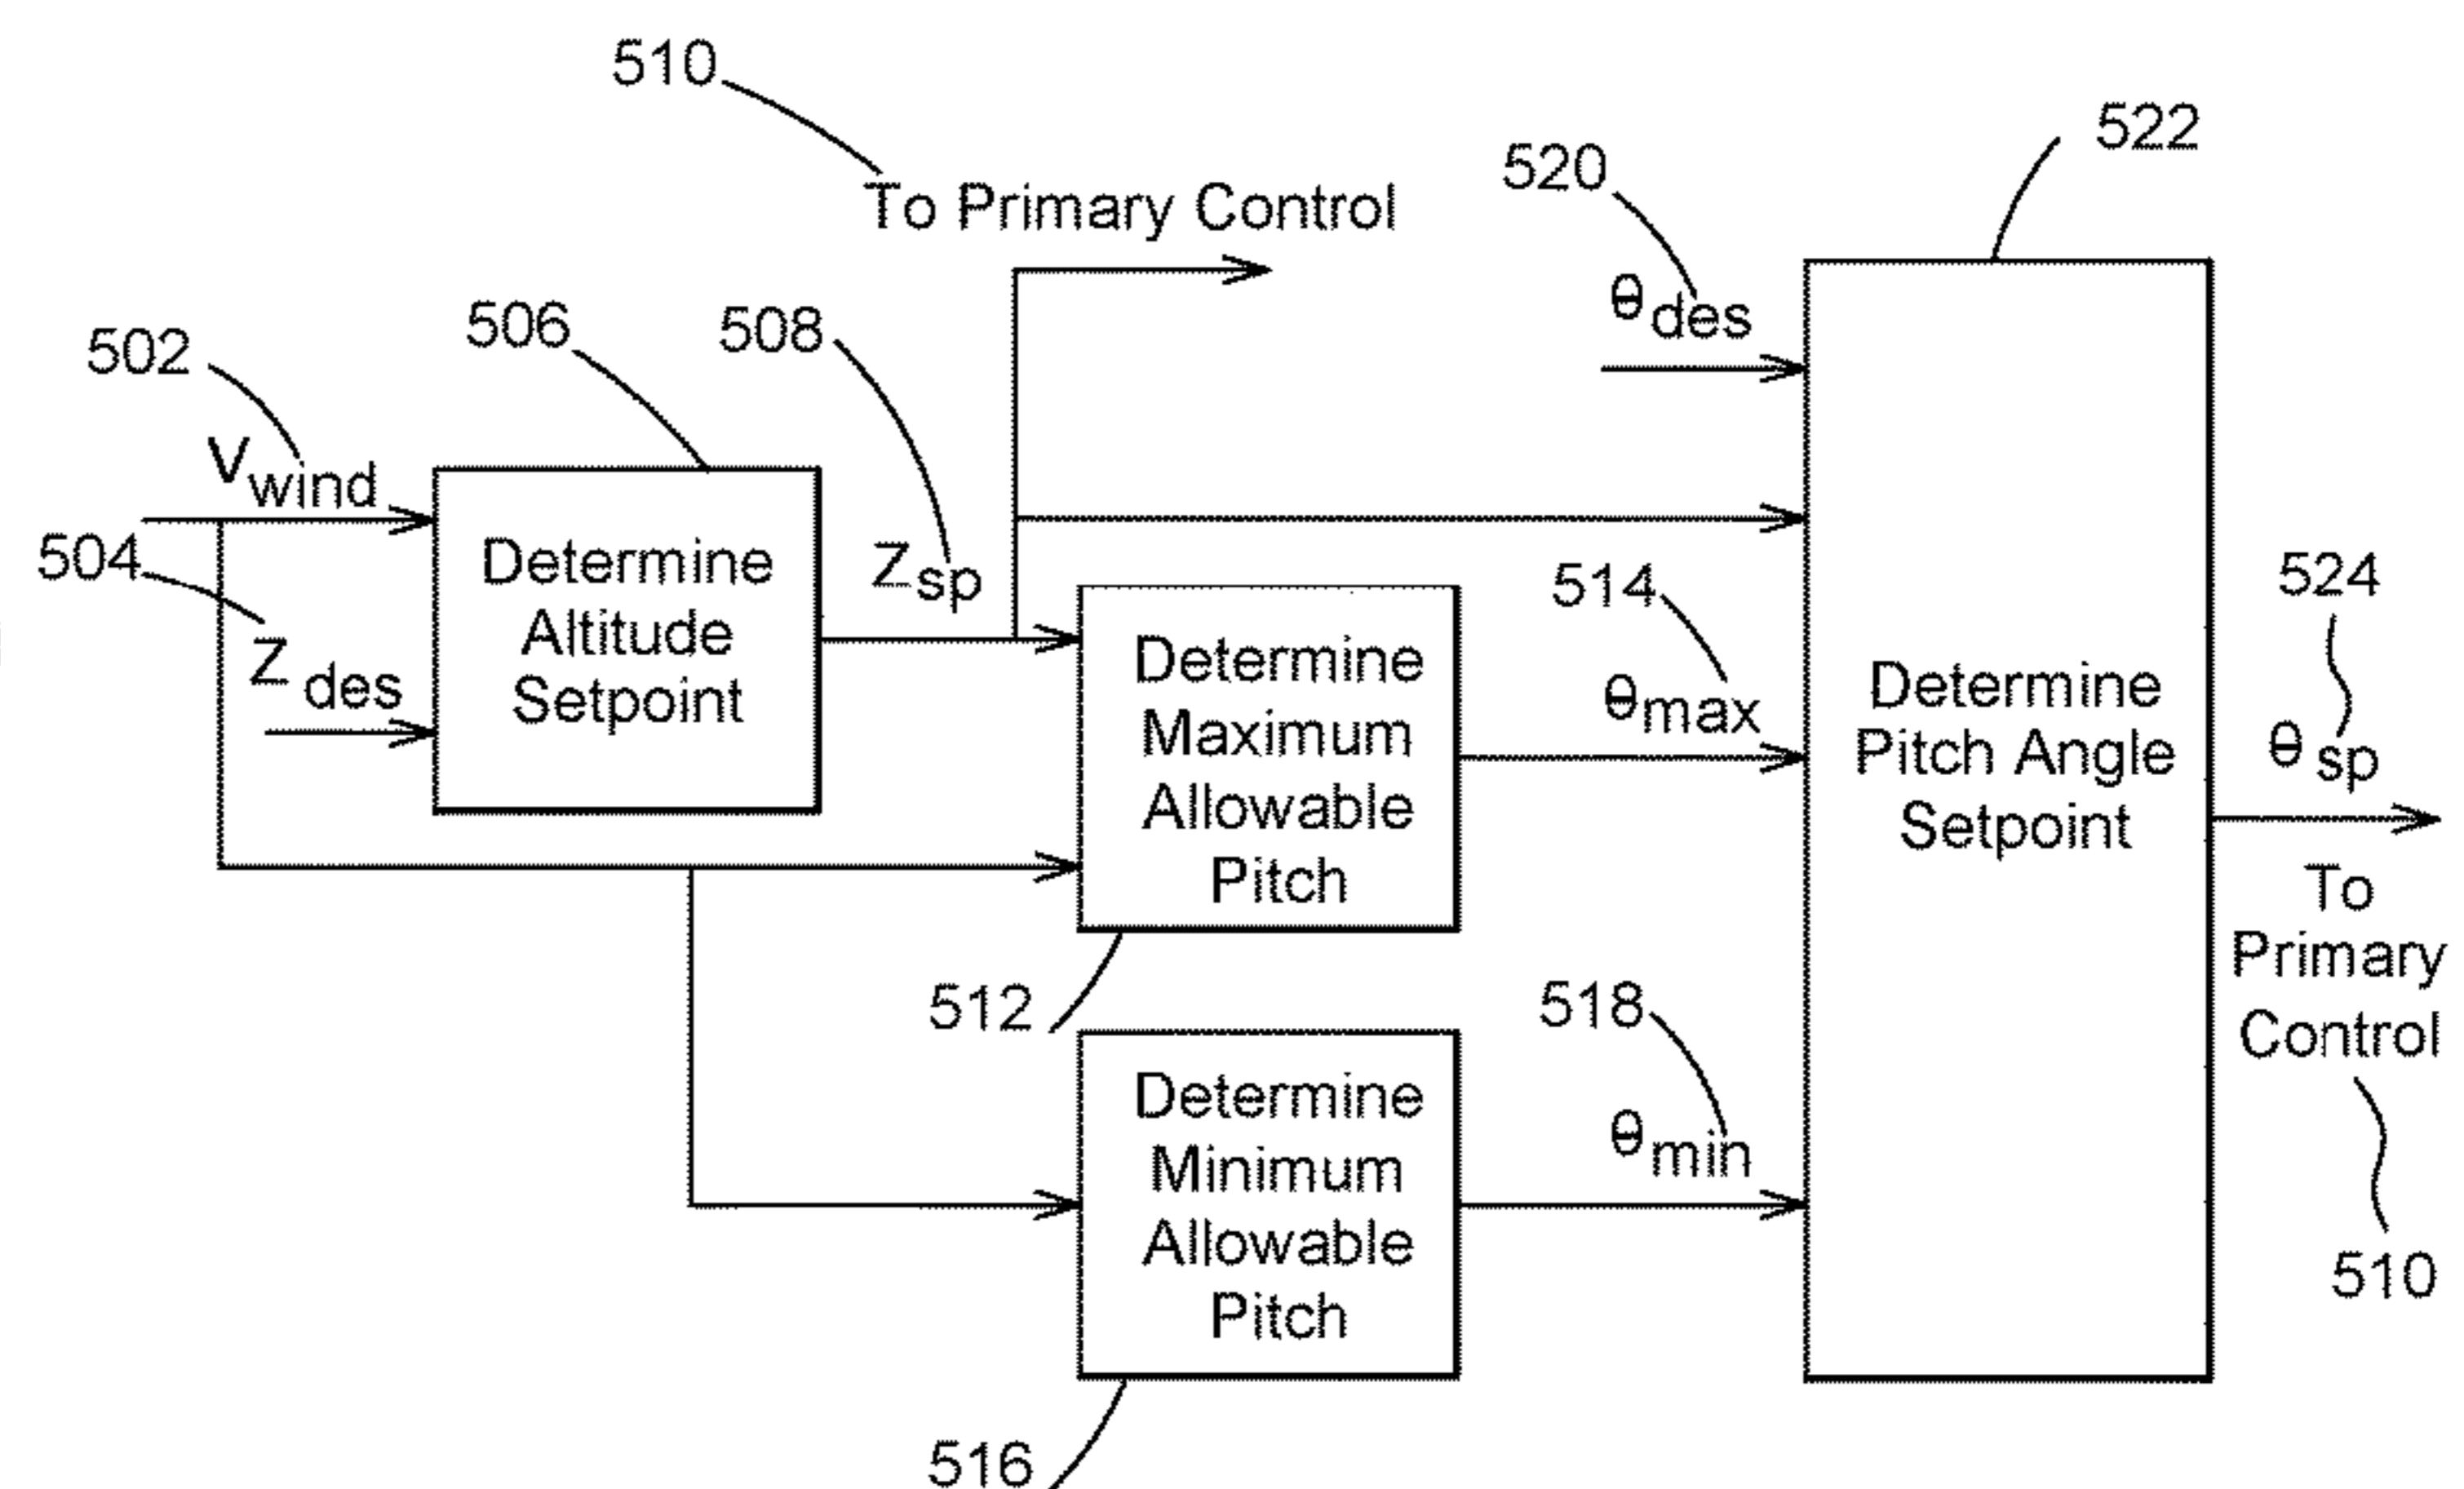 510
To Primary Control
520
522
θdes
502
506
508
Vwind
504
Zdes
Determine
Altitude
Setpoint
Zsp
514
θmax
Determine
Maximum
Allowable
Pitch
512
Determine
Pitch Angle
Setpoint
524
θsp
To
Primary
Control
510
518
θmin
Determine
Minimum
Allowable
Pitch
516